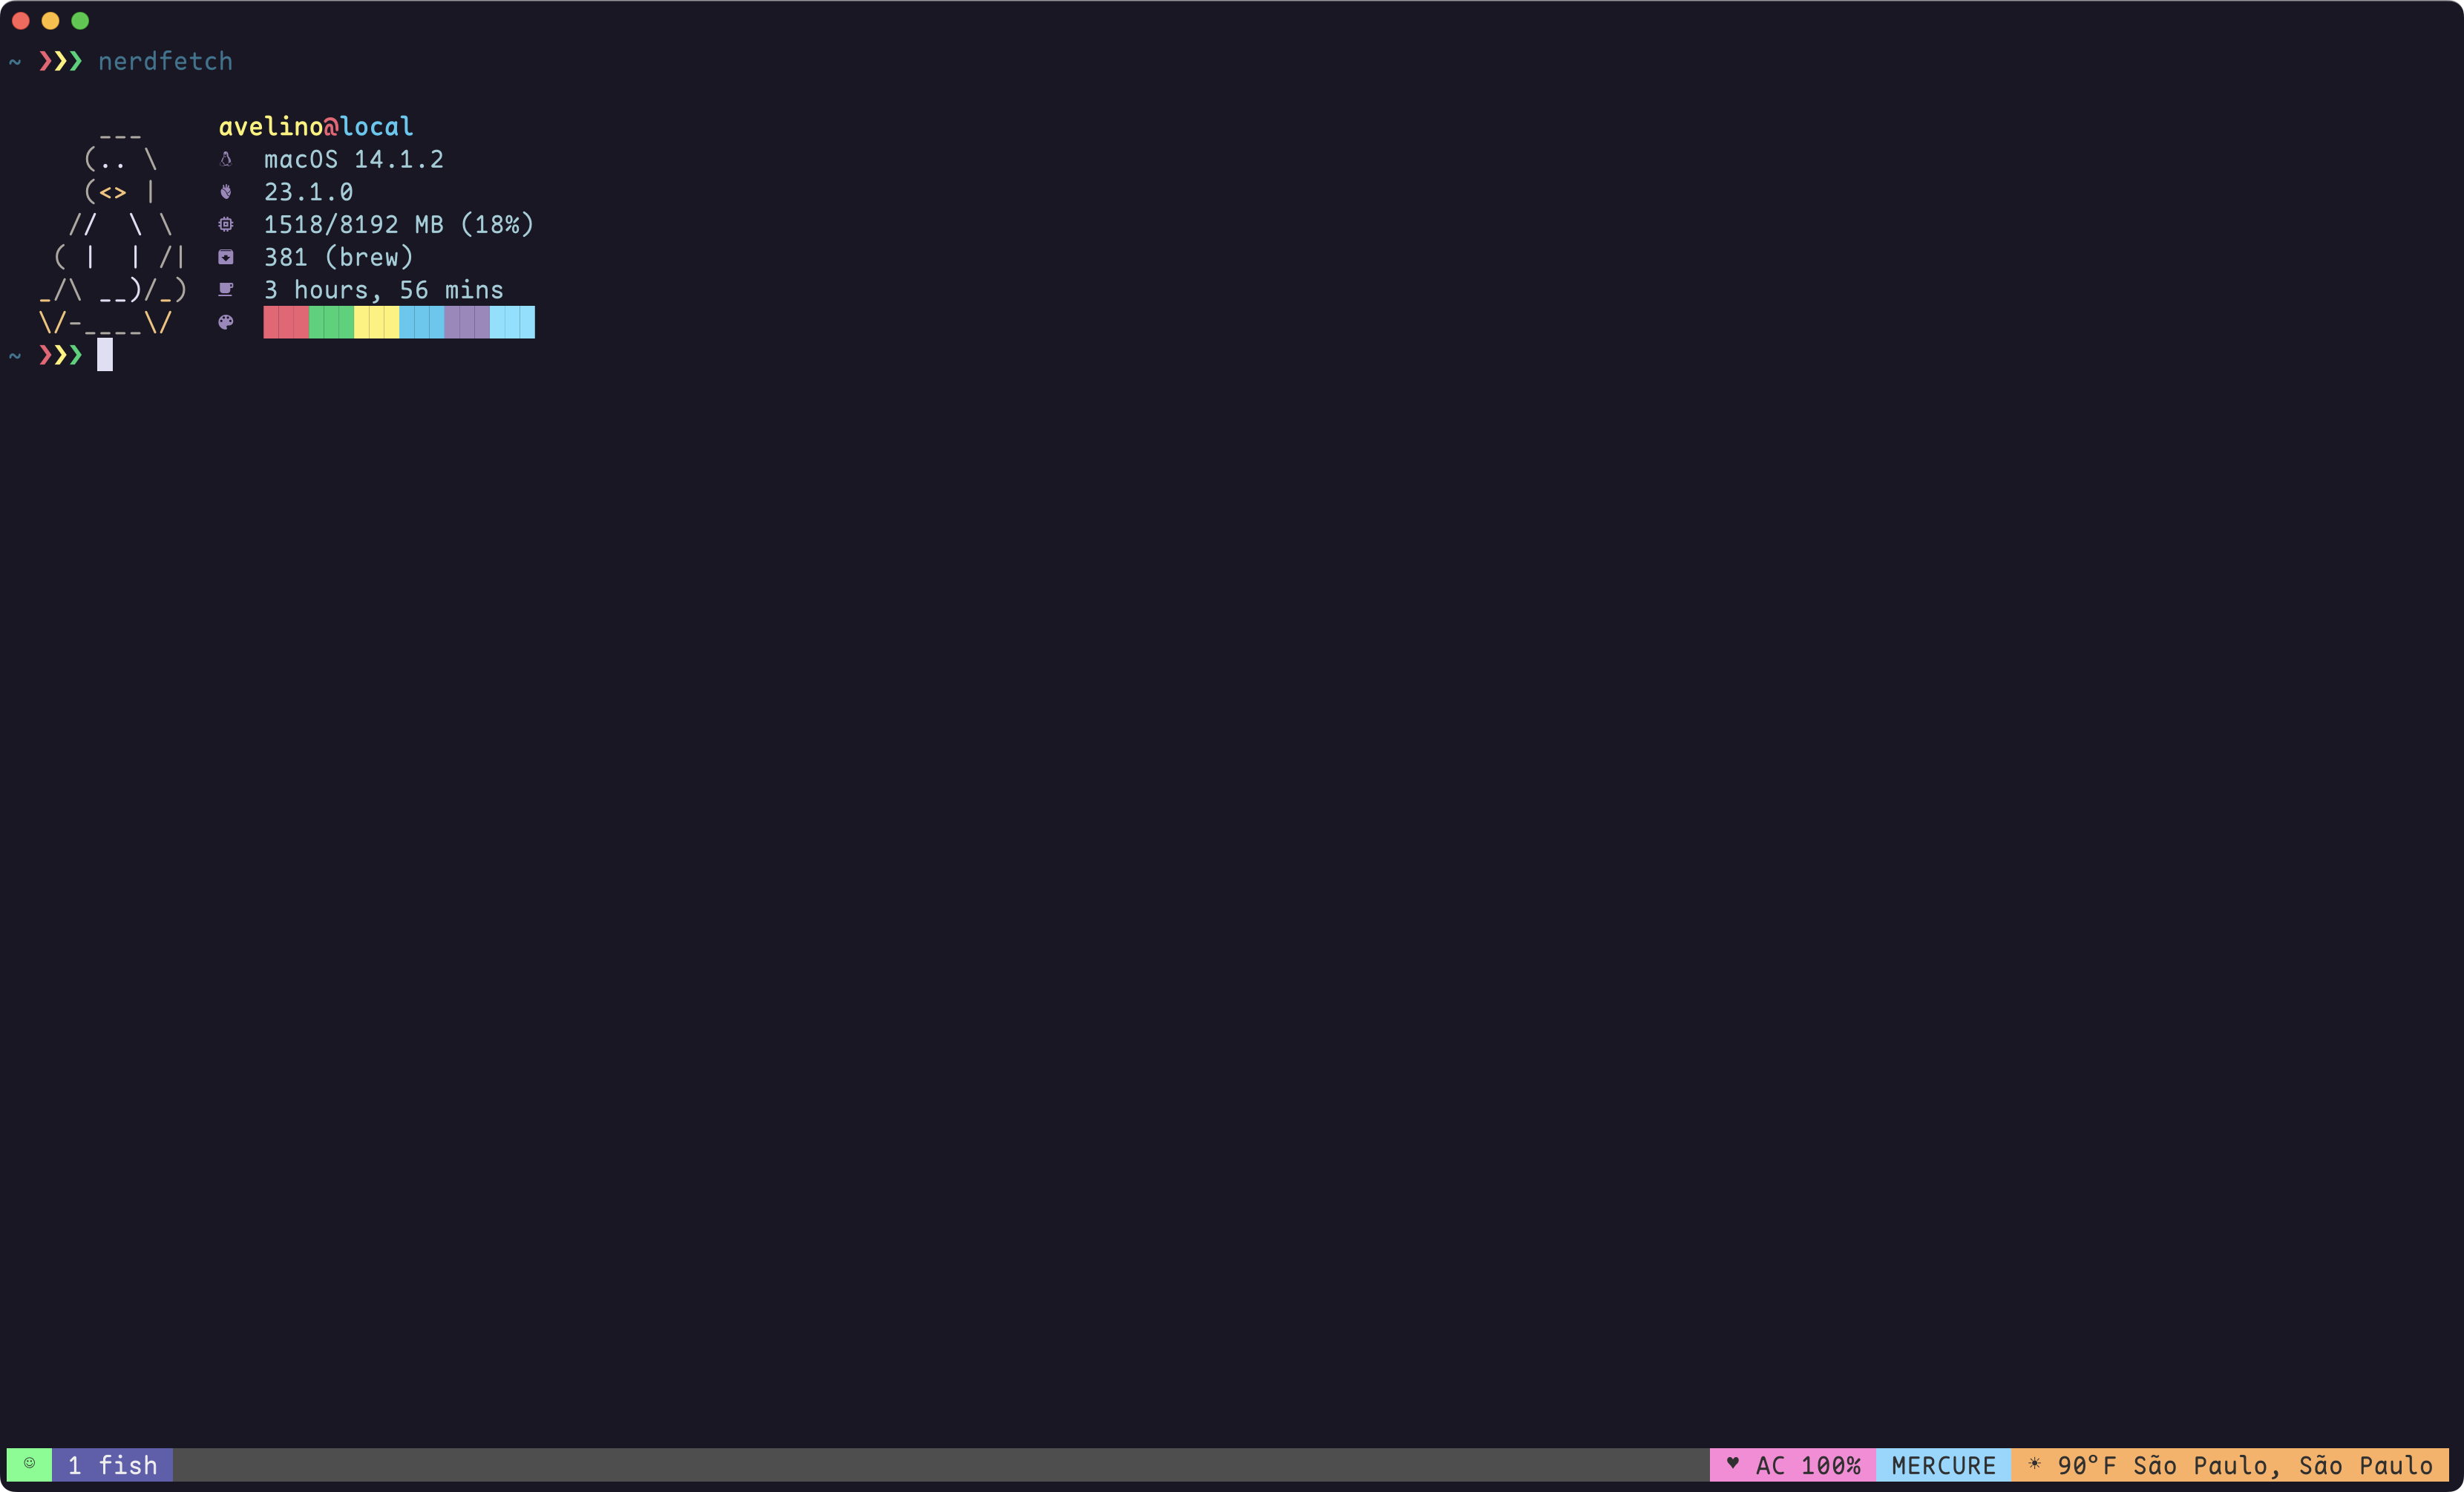 ~ ❯❯❯ nerdfetch
      ___      avelino@local
     (.. \     macOS 14.1.2
     (<> |     23.1.0
    //  \ \    1518/8192 MB (18%)
   ( |  | /|   381 (brew)
  _/\ __)/_)   3 hours, 56 mins
  \/-____\/
~ ❯❯❯
☺ 1 fish ♥ AC 100% MERCURE ☀ 90°F São Paulo, São Paulo